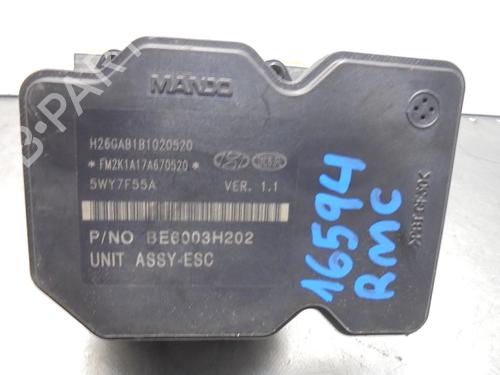 MANDO
H26GAB1B1020520
*FM2K1A17A670520*
5WY7F55A VER. 1.1
P/NO BE6003H202
UNIT ASSY-ESC
16594
RMC
B-PART